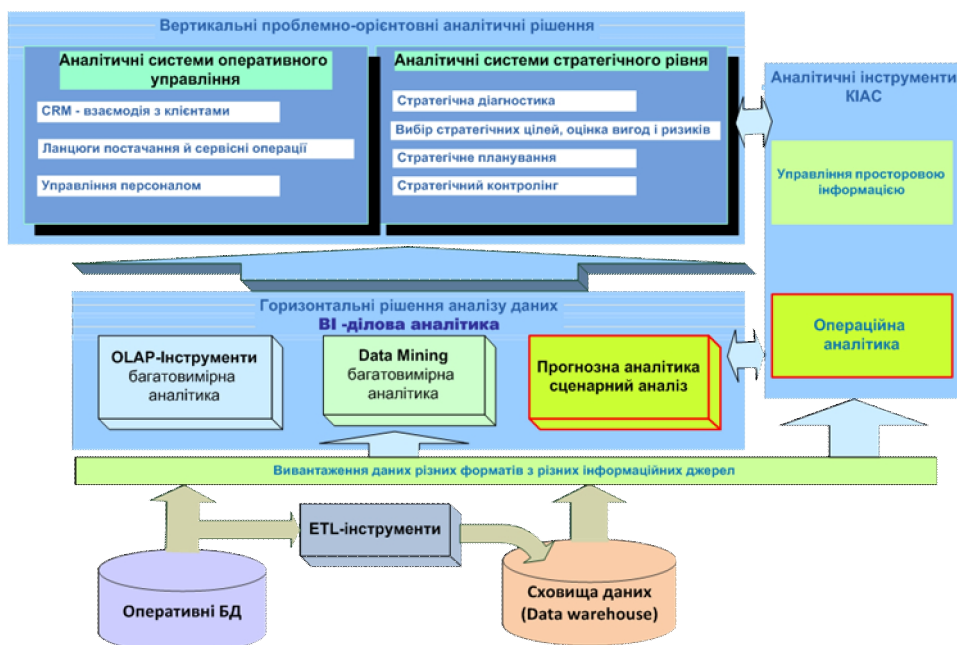 Вертикальні проблемно-орієнтовні аналітичні рішення
Аналітичні системи оперативного
управління
CRM - взаємодія з клієнтами
Ланцюги постачання й сервісні операції
Управління персоналом
Аналітичні системи стратегічного рівня
Стратегічна діагностика
Вибір стратегічних цілей, оцінка вигод і ризиків
Стратегічне планування
Стратегічний контролінг
Аналітичні інструменти
КІАС
Управління просторовою
інформацією
Операційна
аналітика
Горизонтальні рішення аналізу даних
BI -ділова аналітика
OLAP-Інструменти
багатовимірна
аналітика
Data Mining
багатовимірна
аналітика
Прогнозна аналітика
сценарний аналіз
Вивантаження даних різних форматів з різних інформаційних джерел
ETL-інструменти
Оперативні БД
Сховища даних
(Data warehouse)